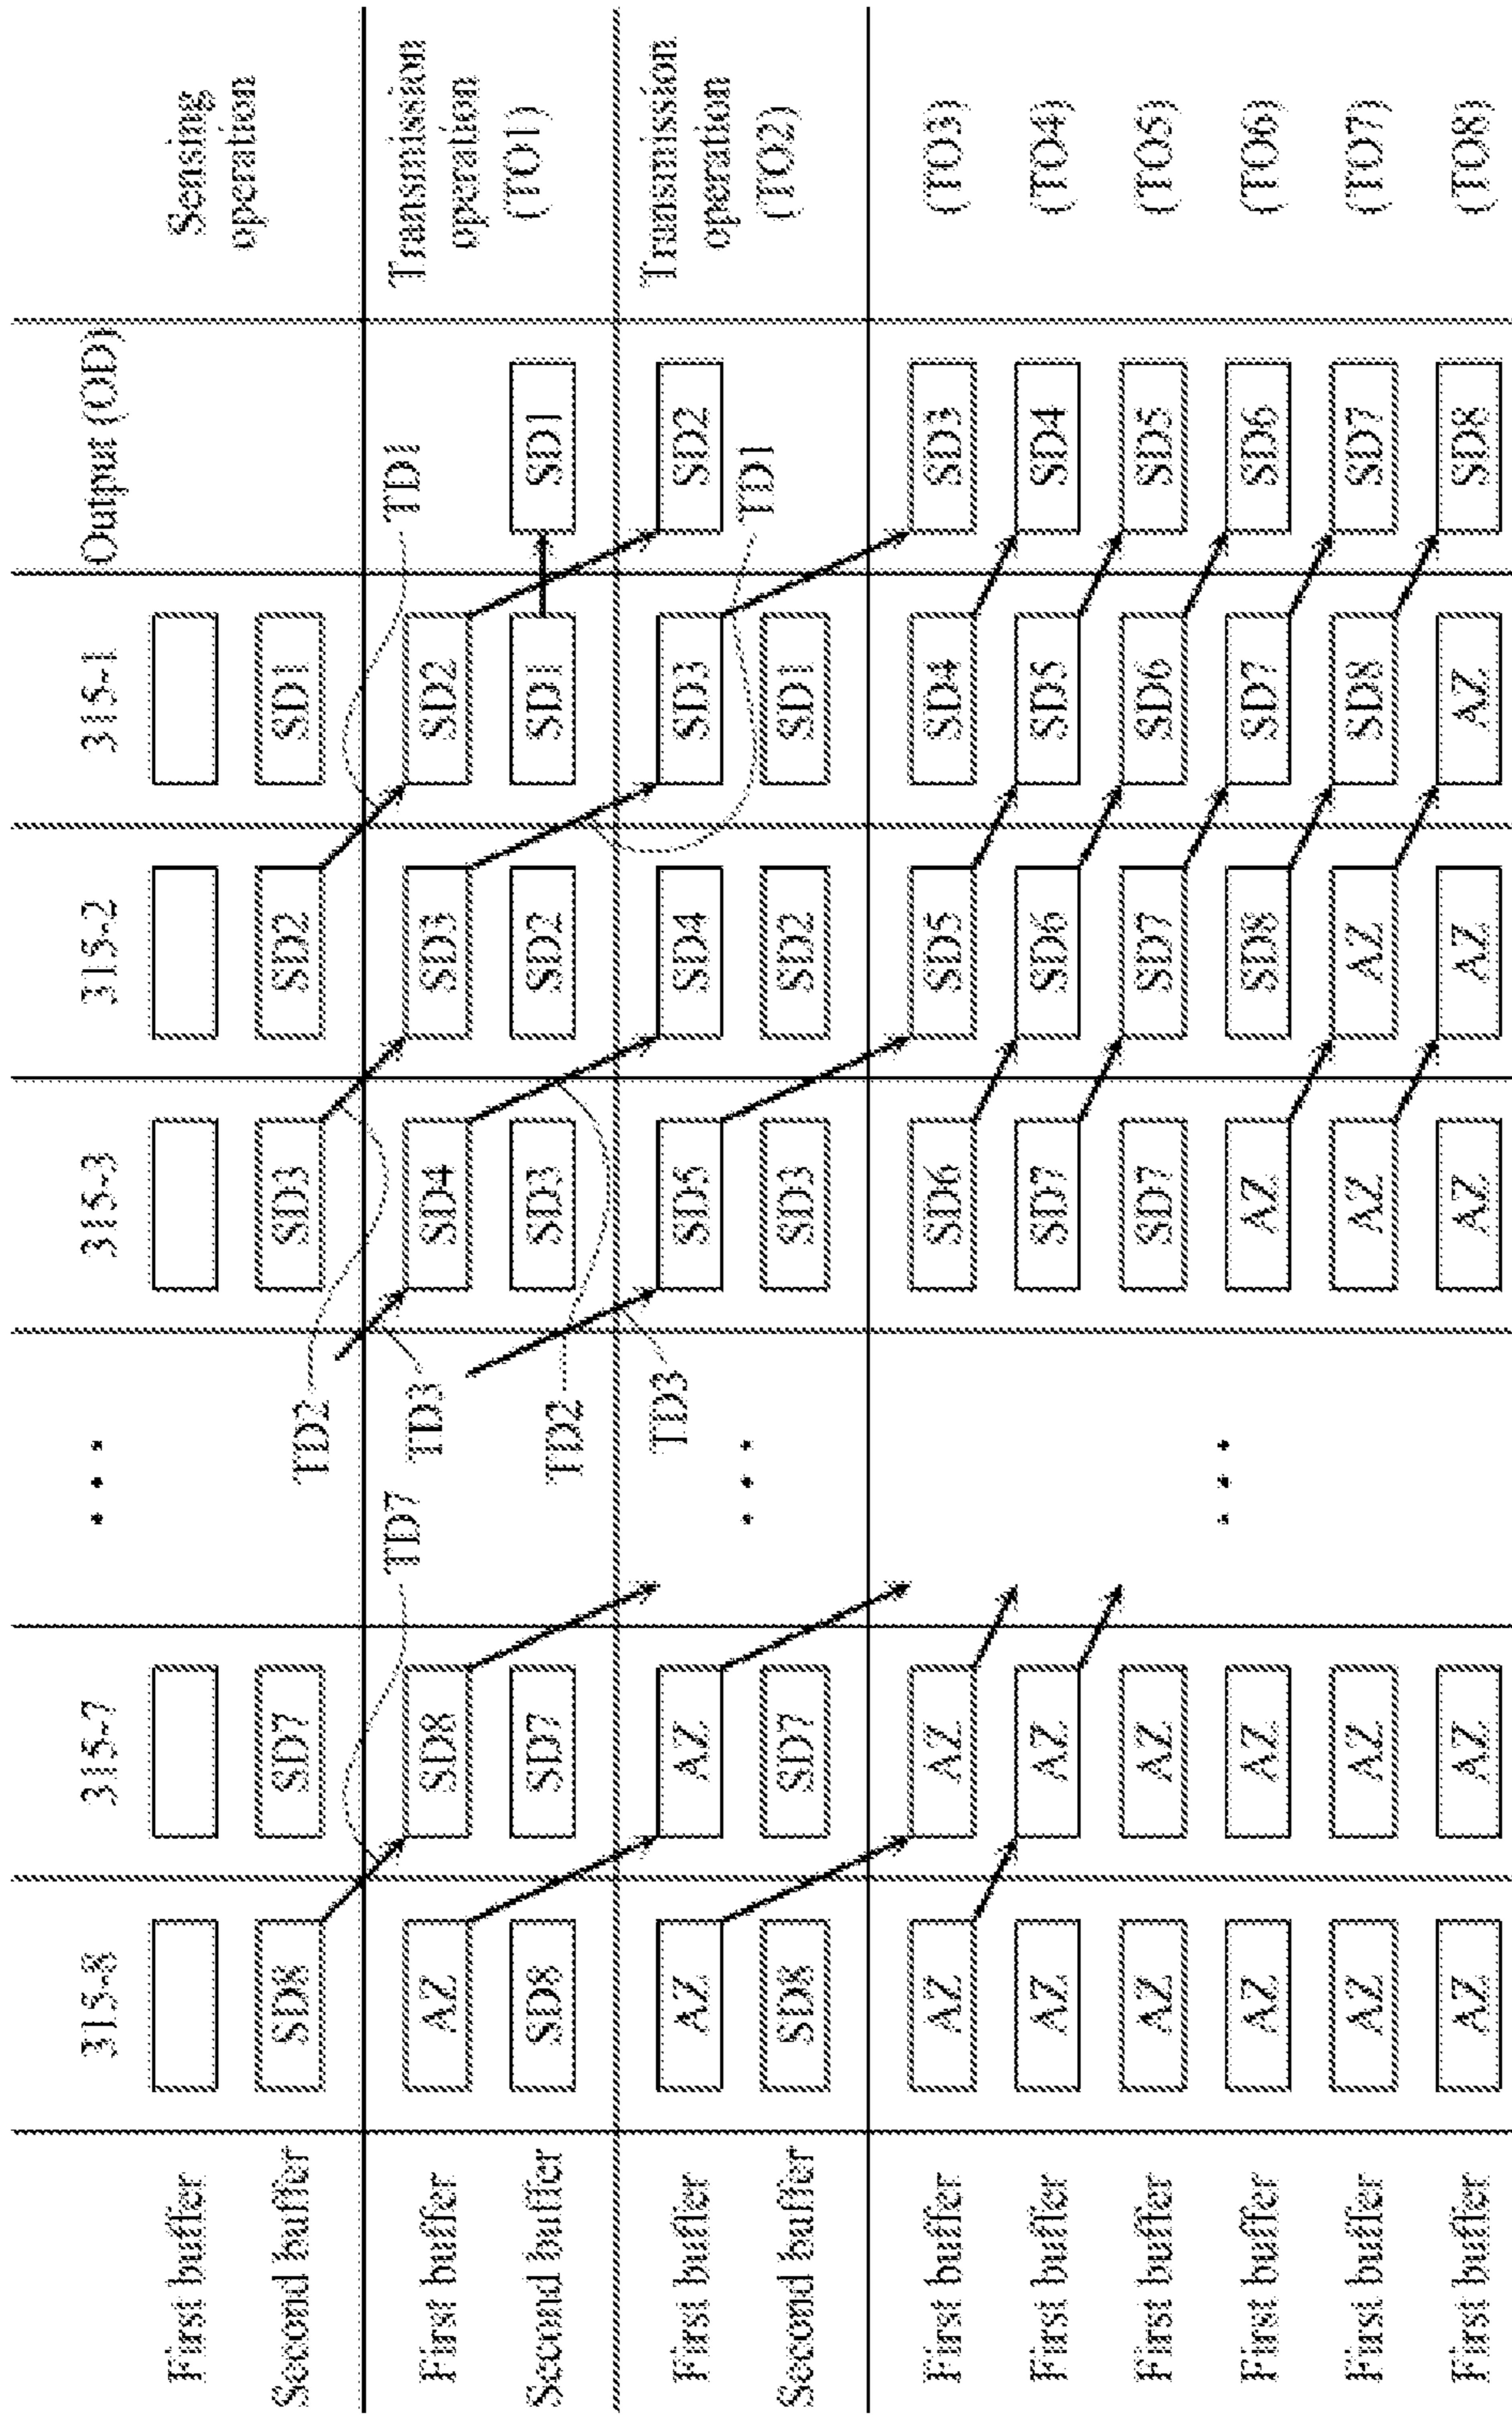 315-8 315-7 ... 315-3 315-2 315-1 Output (OD)
Sensing
operation
First buffer
Second buffer SD8 SD7 SD3 SD2 SD1
TD7 TD2 TD3 TD1
Transmission
operation
(TO1)
First buffer AZ SD8 SD4 SD3 SD2
Second buffer SD8 SD7 SD3 SD2 SD1 SD1
TD2 TD3 TD1
Transmission
operation
(TO2)
First buffer AZ AZ ... SD5 SD4 SD3 SD2
Second buffer SD8 SD7 SD3 SD2 SD1
First buffer AZ AZ SD6 SD5 SD4 SD3 (TO3)
First buffer AZ AZ SD7 SD6 SD5 SD4 (TO4)
First buffer AZ AZ SD7 SD7 SD6 SD5 (TO5)
First buffer AZ AZ ... AZ SD8 SD7 SD6 (TO6)
First buffer AZ AZ AZ AZ SD8 SD7 (TO7)
First buffer AZ AZ AZ AZ AZ SD8 (TO8)